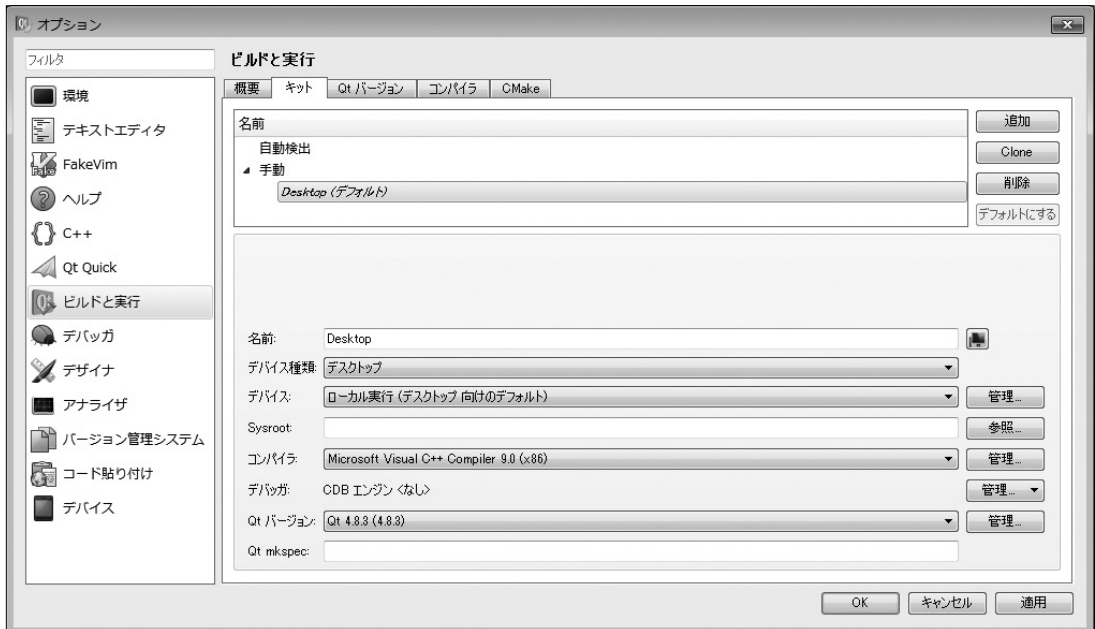 オプション
フィルタ
環境
テキストエディタ
FakeVim
ヘルプ
C++
Qt Quick
ビルドと実行
デバッガ
デザイナ
アナライザ
バージョン管理システム
コード貼り付け
デバイス
ビルドと実行
概要 キット Qt バージョン コンパイラ CMake
名前
自動検出
手動
Desktop (デフォルト)
追加
Clone
削除
デフォルトにする
名前: Desktop
デバイス種類: デスクトップ
デバイス: ローカル実行 (デスクトップ 向けのデフォルト) 管理...
Sysroot: 参照...
コンパイラ: Microsoft Visual C++ Compiler 9.0 (x86) 管理...
デバッガ: CDB エンジン <なし> 管理...
Qt バージョン: Qt 4.8.3 (4.8.3) 管理...
Qt mkspec:
OK キャンセル 適用